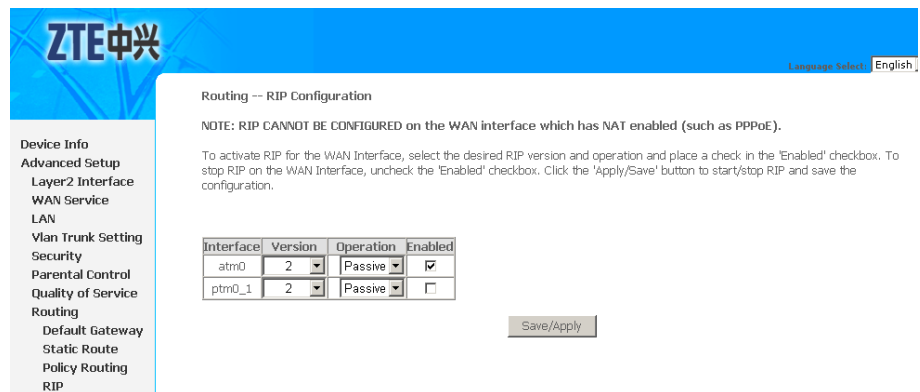 ZTE中兴
Language Select: English
Routing -- RIP Configuration
NOTE: RIP CANNOT BE CONFIGURED on the WAN interface which has NAT enabled (such as PPPoE).
To activate RIP for the WAN Interface, select the desired RIP version and operation and place a check in the 'Enabled' checkbox. To
stop RIP on the WAN Interface, uncheck the 'Enabled' checkbox. Click the 'Apply/Save' button to start/stop RIP and save the
configuration.
Device Info
Advanced Setup
Layer2 Interface
WAN Service
LAN
Vlan Trunk Setting
Security
Parental Control
Quality of Service
Routing
Default Gateway
Static Route
Policy Routing
RIP
Interface Version Operation Enabled
atm0 2 Passive
ptm0_1 2 Passive
Save/Apply